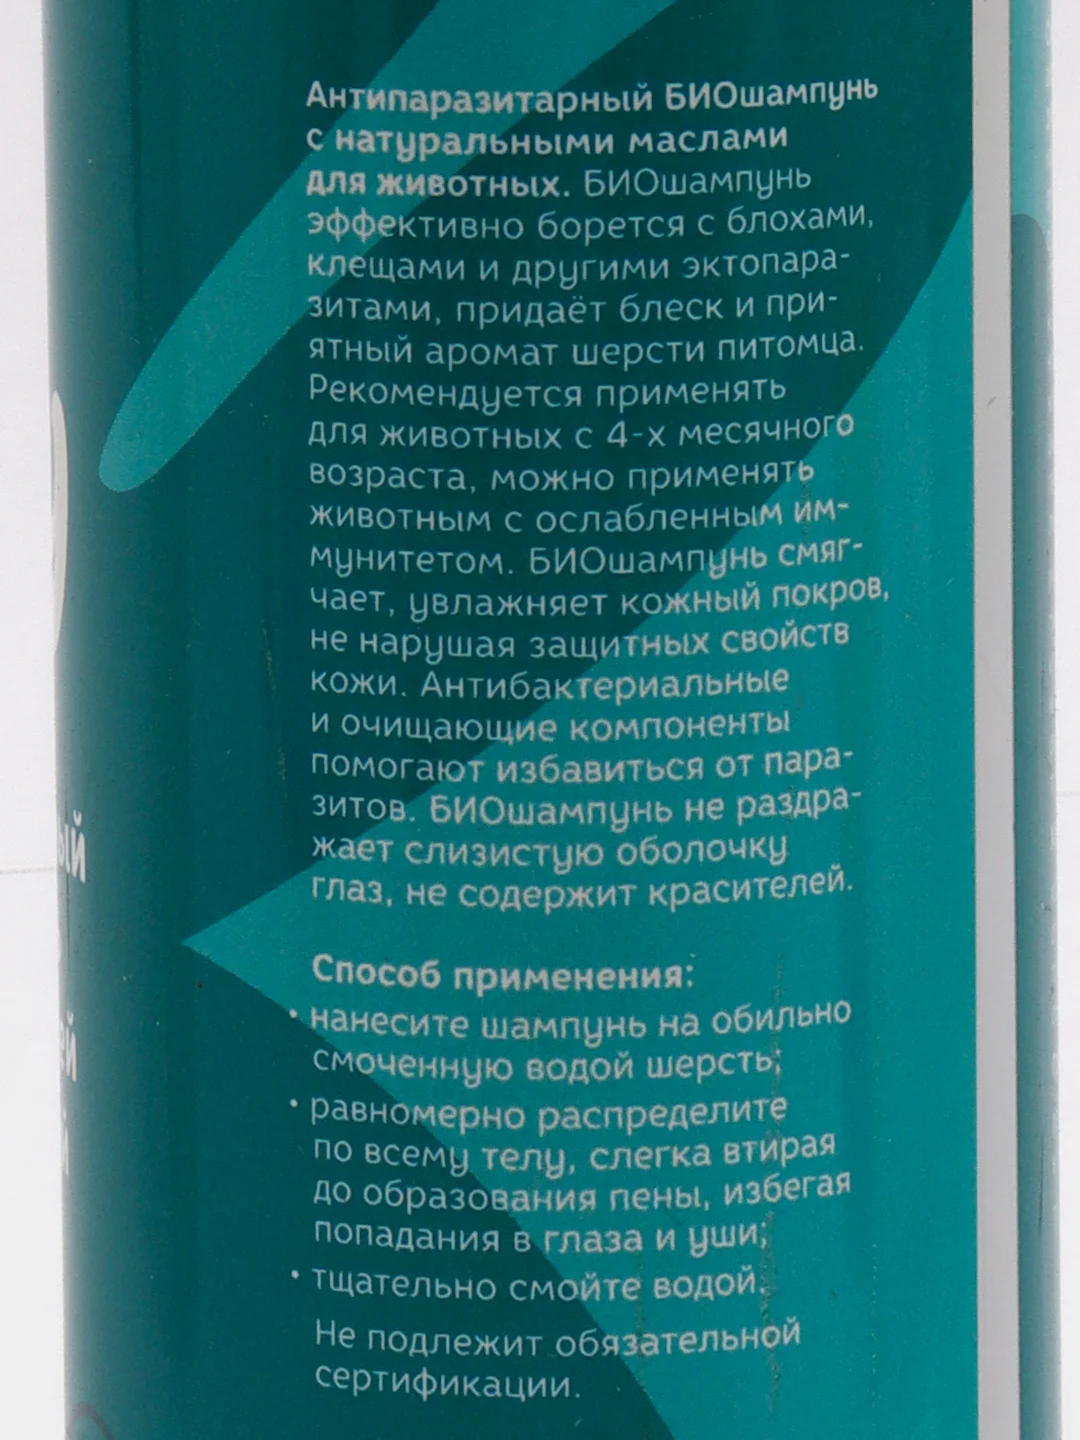 Антипаразитарный БИОшампунь
с натуральными маслами
для животных. БИОшампунь
эффективно борется с блохами,
клещами и другими эктопара-
зитами, придаёт блеск и при-
ятный аромат шерсти питомца.
Рекомендуется применять
для животных с 4-х месячного
возраста, можно применять
животным с ослабленным им-
мунитетом. БИОшампунь смяг-
чает, увлажняет кожный покров,
не нарушая защитных свойств
кожи. Антибактериальные
и очищающие компоненты
помогают избавиться от пара-
зитов. БИОшампунь не раздра-
жает слизистую оболочку
глаз, не содержит красителей.
Способ применения:
• нанесите шампунь на обильно
смоченную водой шерсть;
• равномерно распределите
по всему телу, слегка втирая
до образования пены, избегая
попадания в глаза и уши;
• тщательно смойте водой.
Не подлежит обязательной
сертификации.